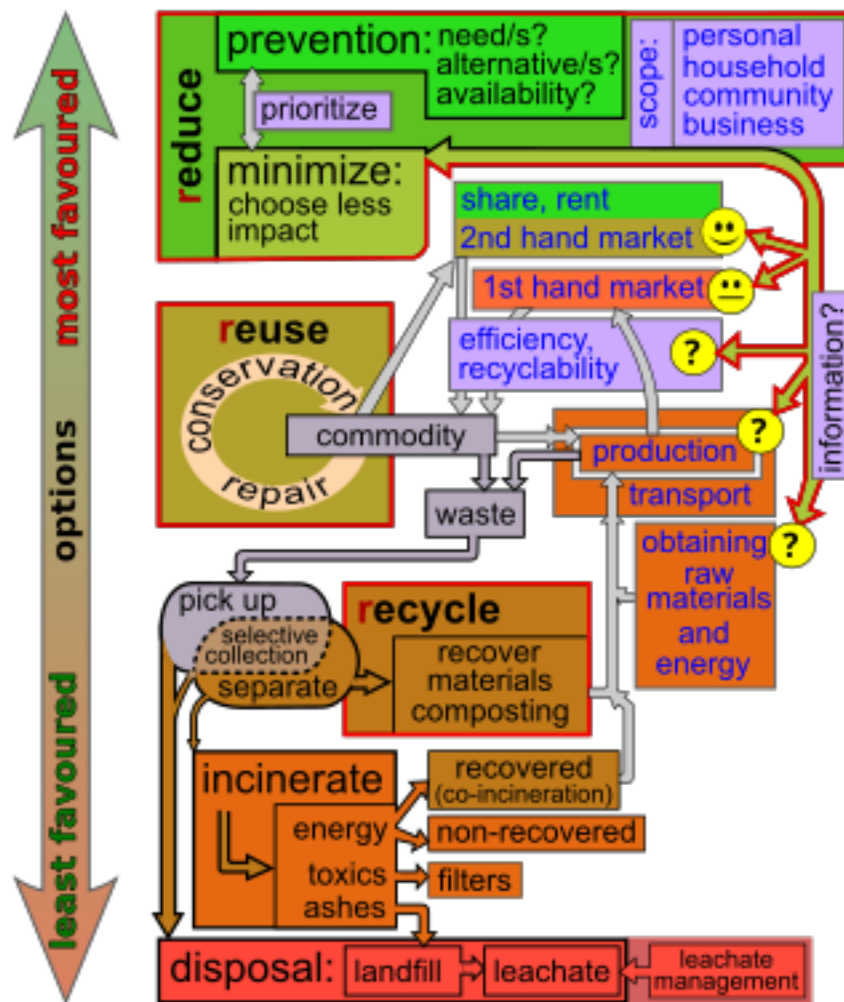 most favoured
options
least favoured
reduce
prevention:
need/s?
alternative/s?
availability?
scope:
personal
household
community
business
prioritize
minimize:
choose less
impact
share, rent
2nd hand market
1st hand market
efficiency,
recyclability
?
information?
reuse
conservation
repair
commodity
production
?
transport
waste
obtaining
raw
materials
and
energy
?
pick up
selective
collection
separate
recycle
recover
materials
composting
incinerate
energy
toxics
ashes
recovered
(co-incineration)
non-recovered
filters
disposal:
landfill
leachate
leachate
management